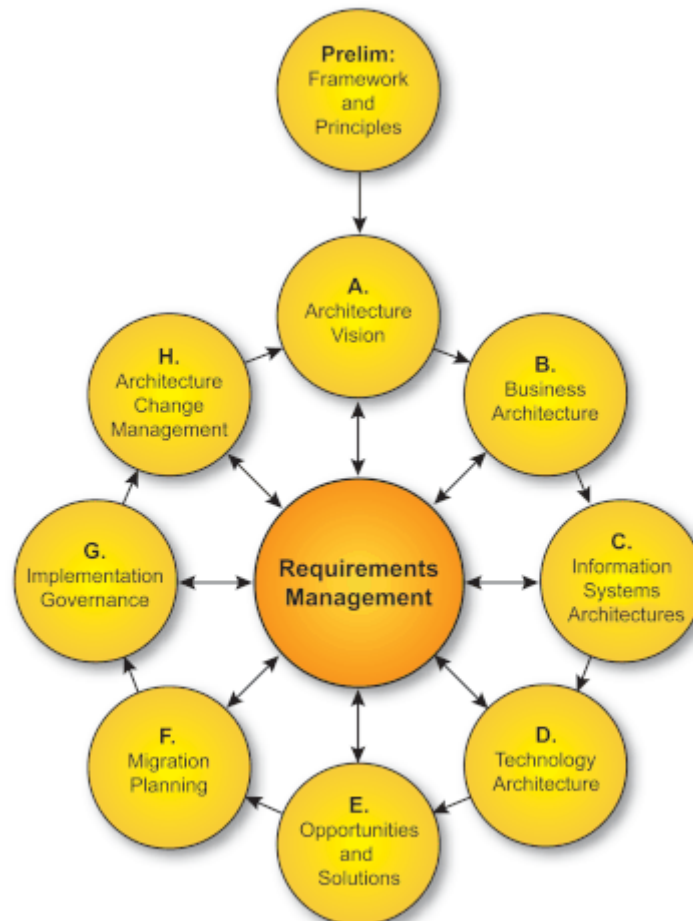 Prelim:
Framework
and
Principles
A.
Architecture
Vision
B.
Business
Architecture
C.
Information
Systems
Architectures
D.
Technology
Architecture
E.
Opportunities
and
Solutions
F.
Migration
Planning
G.
Implementation
Governance
H.
Architecture
Change
Management
Requirements
Management